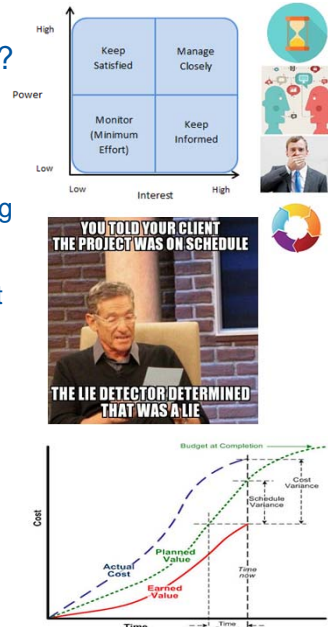 High
?
Keep
Satisfied
Manage
Closely
Power
Monitor
(Minimum
Effort)
Keep
Informed
Low
Low
High
Interest
g
t
YOU TOLD YOUR CLIENT
THE PROJECT WAS ON SCHEDULE
THE LIE DETECTOR DETERMINED
THAT WAS A LIE
Budget at Completion
Cost
Variance
Schedule
Variance
Cost
Planned
Value
Actual
Cost
Time
now
Earned
Value
Time
Time